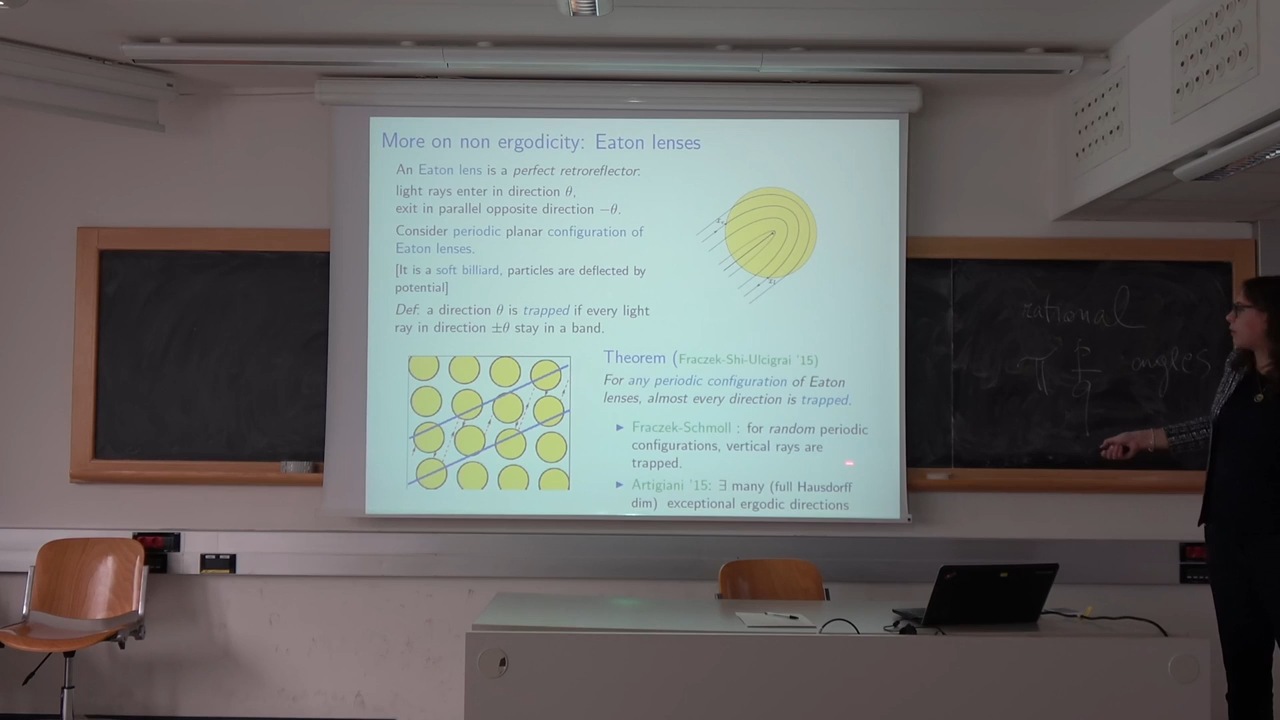 More on non ergodicity: Eaton lenses
An Eaton lens is a perfect retroreflector:
light rays enter in direction θ,
exit in parallel opposite direction −θ.
Consider periodic planar configuration of
Eaton lenses.
[It is a soft billiard, particles are deflected by
potential]
Def: a direction θ is trapped if every light
ray in direction ±θ stay in a band.
Theorem (Fraczek-Shi-Ulcigrai '15)
For any periodic configuration of Eaton
lenses, almost every direction is trapped.
▶ Fraczek-Schmoll : for random periodic
configurations, vertical rays are
trapped.
▶ Artigiani '15: ∃ many (full Hausdorff
dim) exceptional ergodic directions
rational
π p/q angles